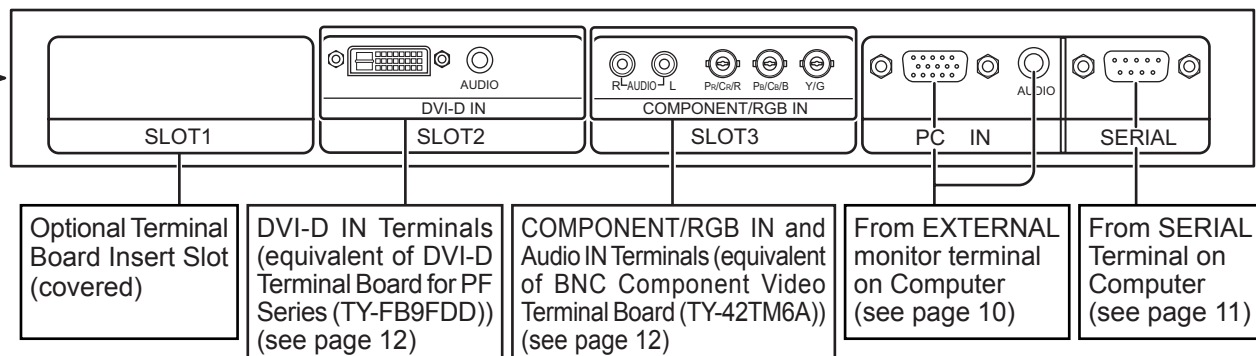 AUDIO
R AUDIO L
PR/CR/R PB/CB/B Y/G
AUDIO
DVI-D IN
COMPONENT/RGB IN
SLOT1
SLOT2
SLOT3
PC IN
SERIAL
Optional Terminal
Board Insert Slot
(covered)
DVI-D IN Terminals
(equivalent of DVI-D
Terminal Board for PF
Series (TY-FB9FDD))
(see page 12)
COMPONENT/RGB IN and
Audio IN Terminals (equivalent
of BNC Component Video
Terminal Board (TY-42TM6A))
(see page 12)
From EXTERNAL
monitor terminal
on Computer
(see page 10)
From SERIAL
Terminal on
Computer
(see page 11)